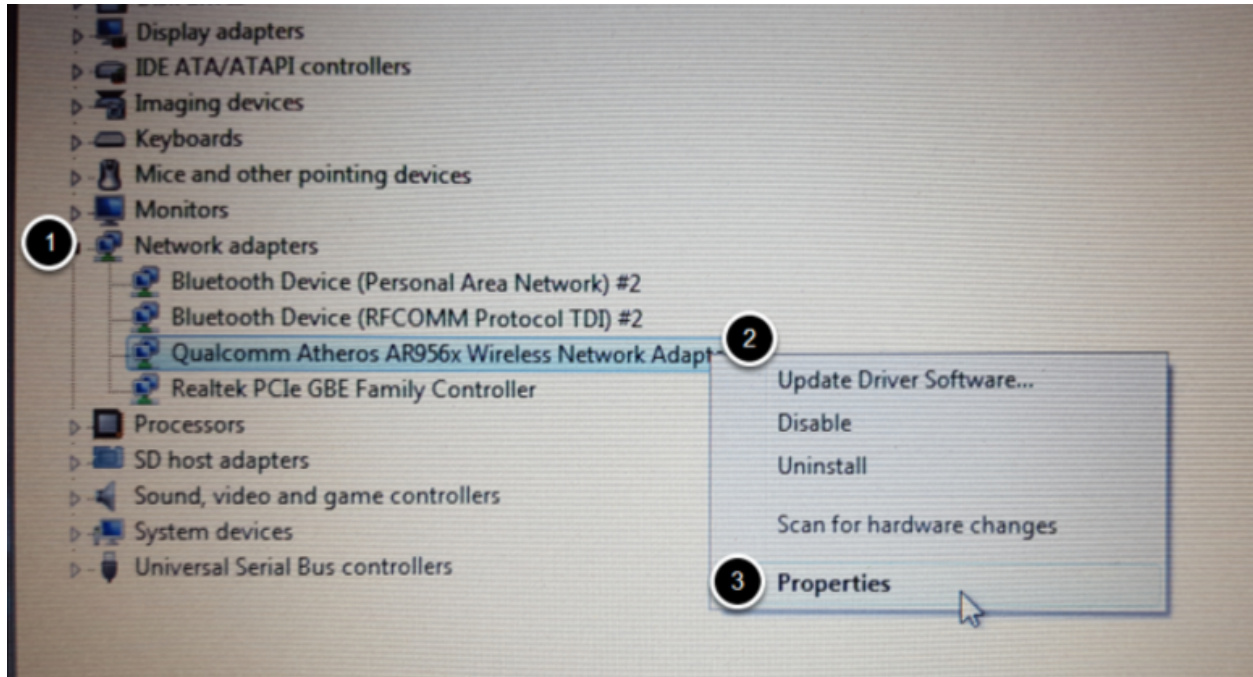 Display adapters
IDE ATA/ATAPI controllers
Imaging devices
Keyboards
Mice and other pointing devices
Monitors
1
Network adapters
Bluetooth Device (Personal Area Network) #2
Bluetooth Device (RFCOMM Protocol TDI) #2
2
Qualcomm Atheros AR956x Wireless Network Adapt
Update Driver Software...
Realtek PCIe GBE Family Controller
Disable
Processors
Uninstall
SD host adapters
Sound, video and game controllers
Scan for hardware changes
System devices
Universal Serial Bus controllers
3
Properties